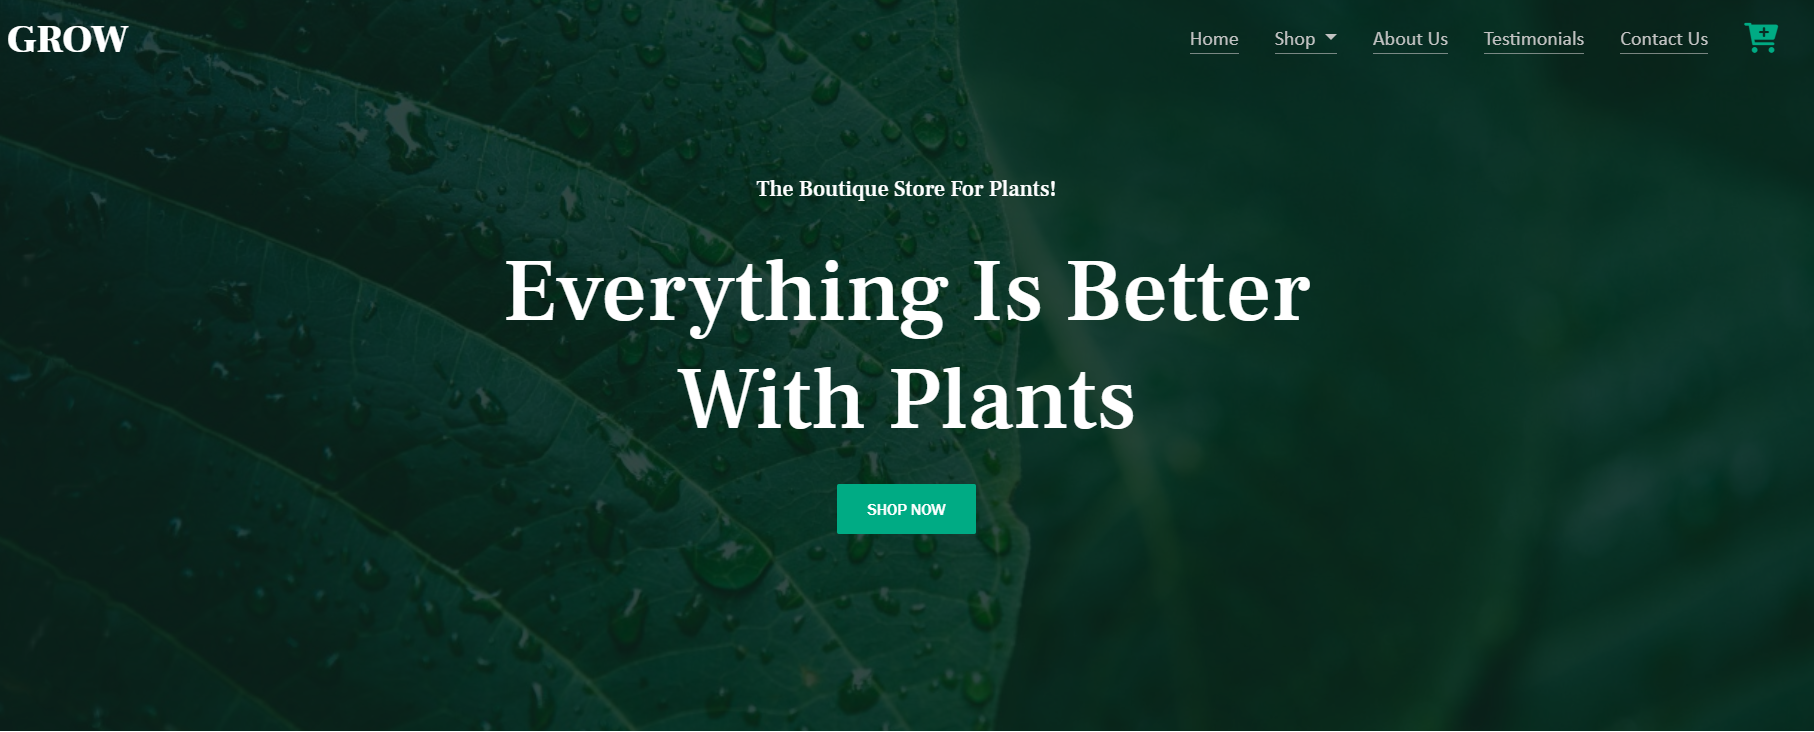 GROW
Home Shop About Us Testimonials Contact Us
The Boutique Store For Plants!
Everything Is Better
With Plants
SHOP NOW